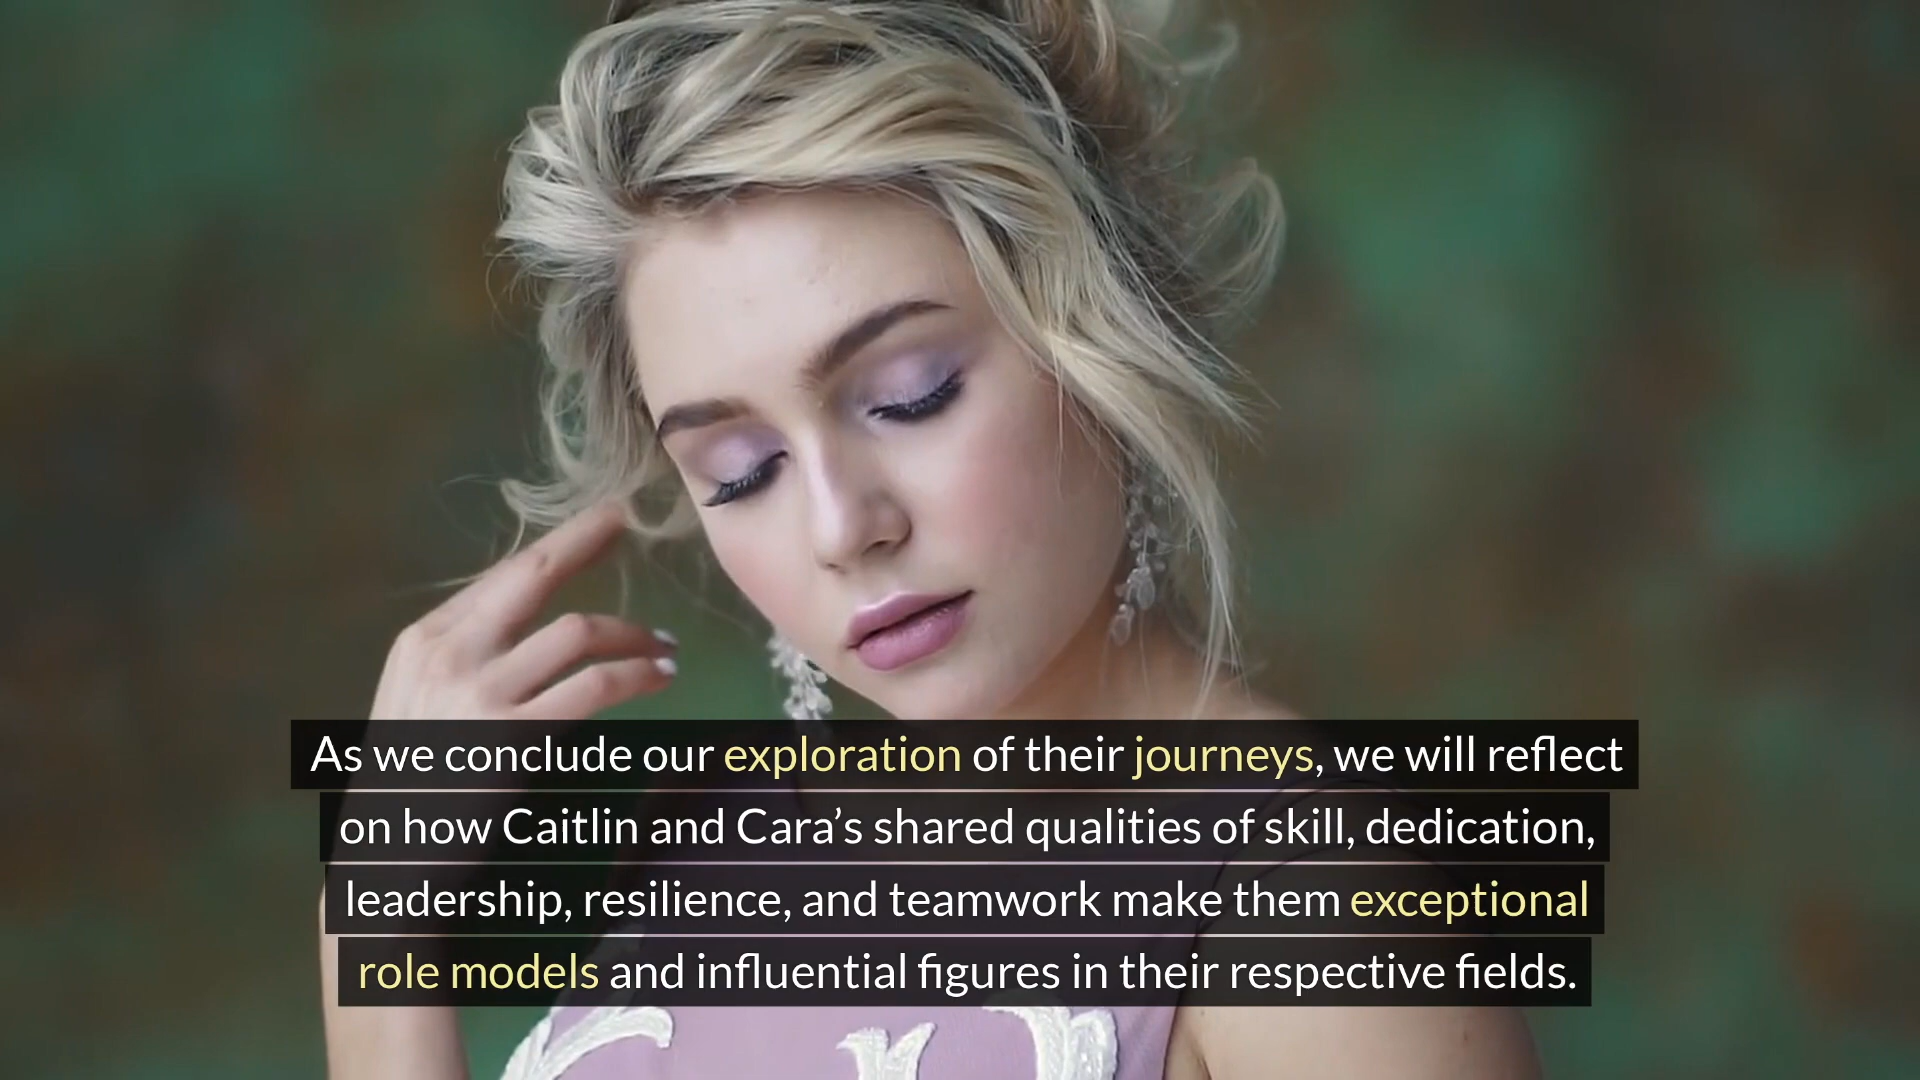 As we conclude our exploration of their journeys, we will reflect
on how Caitlin and Cara’s shared qualities of skill, dedication,
leadership, resilience, and teamwork make them exceptional
role models and influential figures in their respective fields.